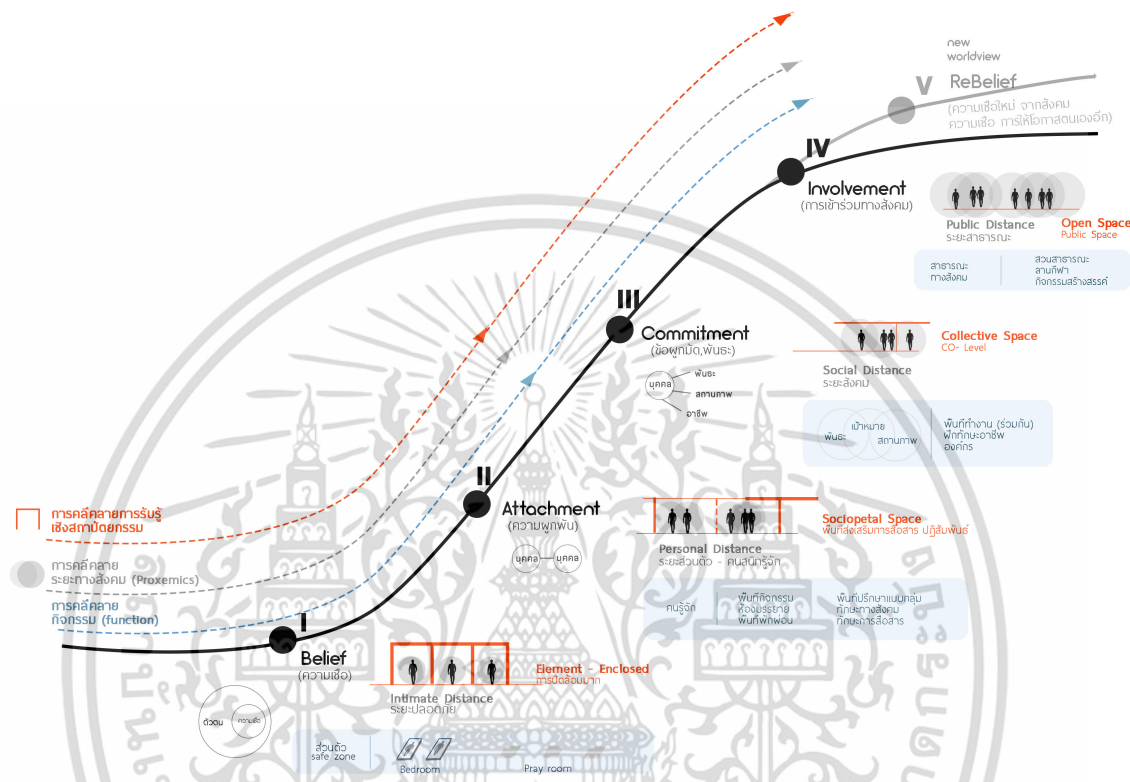 new
worldview
V
ReBelief
(ความเชื่อใหม่ จากสังคม
ความเชื่อ การให้โอกาสตนเองอีก)
IV
Involvement
(การเข้าร่วมทางสังคม)
Public Distance
ระยะสาธารณะ
Open Space
Public Space
สาธารณะ
ทางสังคม
สวนสาธารณะ
ลานกีฬา
กิจกรรมสร้างสรรค์
III
Commitment
(ข้อผูกมัด,พันธะ)
บุคคล
พันธะ
สถานภาพ
อาชีพ
Collective Space
CO- Level
Social Distance
ระยะสังคม
พันธะ
เป้าหมาย
สถานภาพ
พื้นที่ทำงาน (ร่วมกัน)
ฝึกทักษะอาชีพ
องค์กร
II
Attachment
(ความผูกพัน)
บุคคล
บุคคล
Sociopetal Space
พื้นที่ส่งเสริมการสื่อสาร ปฏิสัมพันธ์
Personal Distance
ระยะส่วนตัว - คนสนิทรู้จัก
คนรู้จัก
พื้นที่กิจกรรม
ห้องบรรยาย
พื้นที่พักผ่อน
พื้นที่ปรึกษาแบบกลุ่ม
ทักษะทางสังคม
ทักษะการสื่อสาร
การคลี่คลายการรับรู้
เชิงสถาปัตยกรรม
การคลี่คลาย
ระยะทางสังคม (Proxemics)
การคลี่คลาย
กิจกรรม (function)
I
Belief
(ความเชื่อ)
ตัวตน
ความเชื่อ
Element - Enclosed
การปิดล้อมมาก
Intimate Distance
ระยะปลอดภัย
ส่วนตัว
safe zone
Bedroom
Pray room